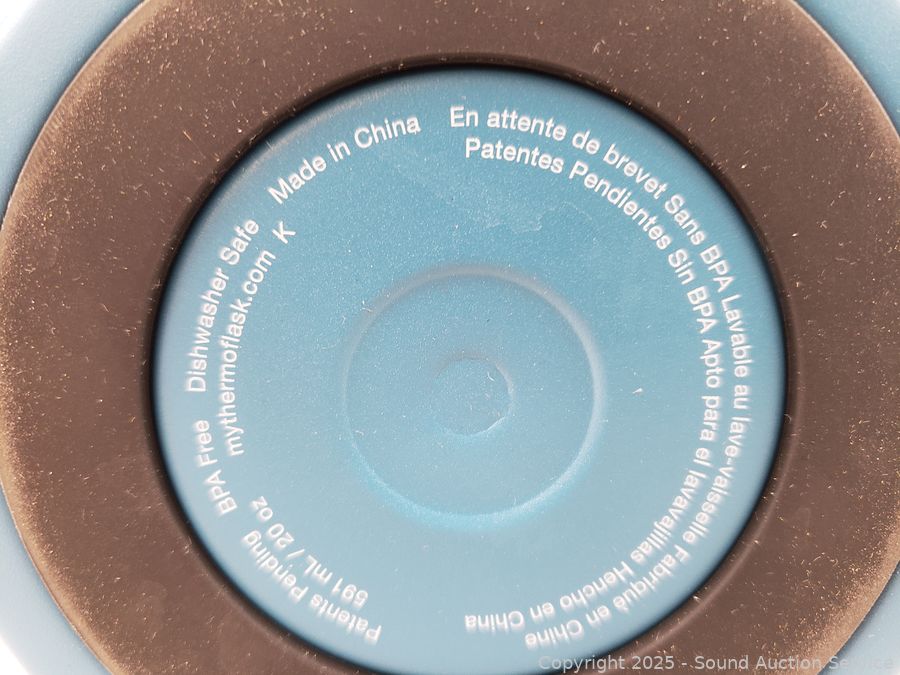 Patents Pending BPA Free Dishwasher Safe Made in China
591 mL / 20 oz mythermoflask.com K
En attente de brevet Sans BPA Lavable au lave-vaisselle Fabriqué en Chine
Patentes Pendientes Sin BPA Apto para el lavavajillas Hencho en China
Copyright 2025 - Sound Auction Service